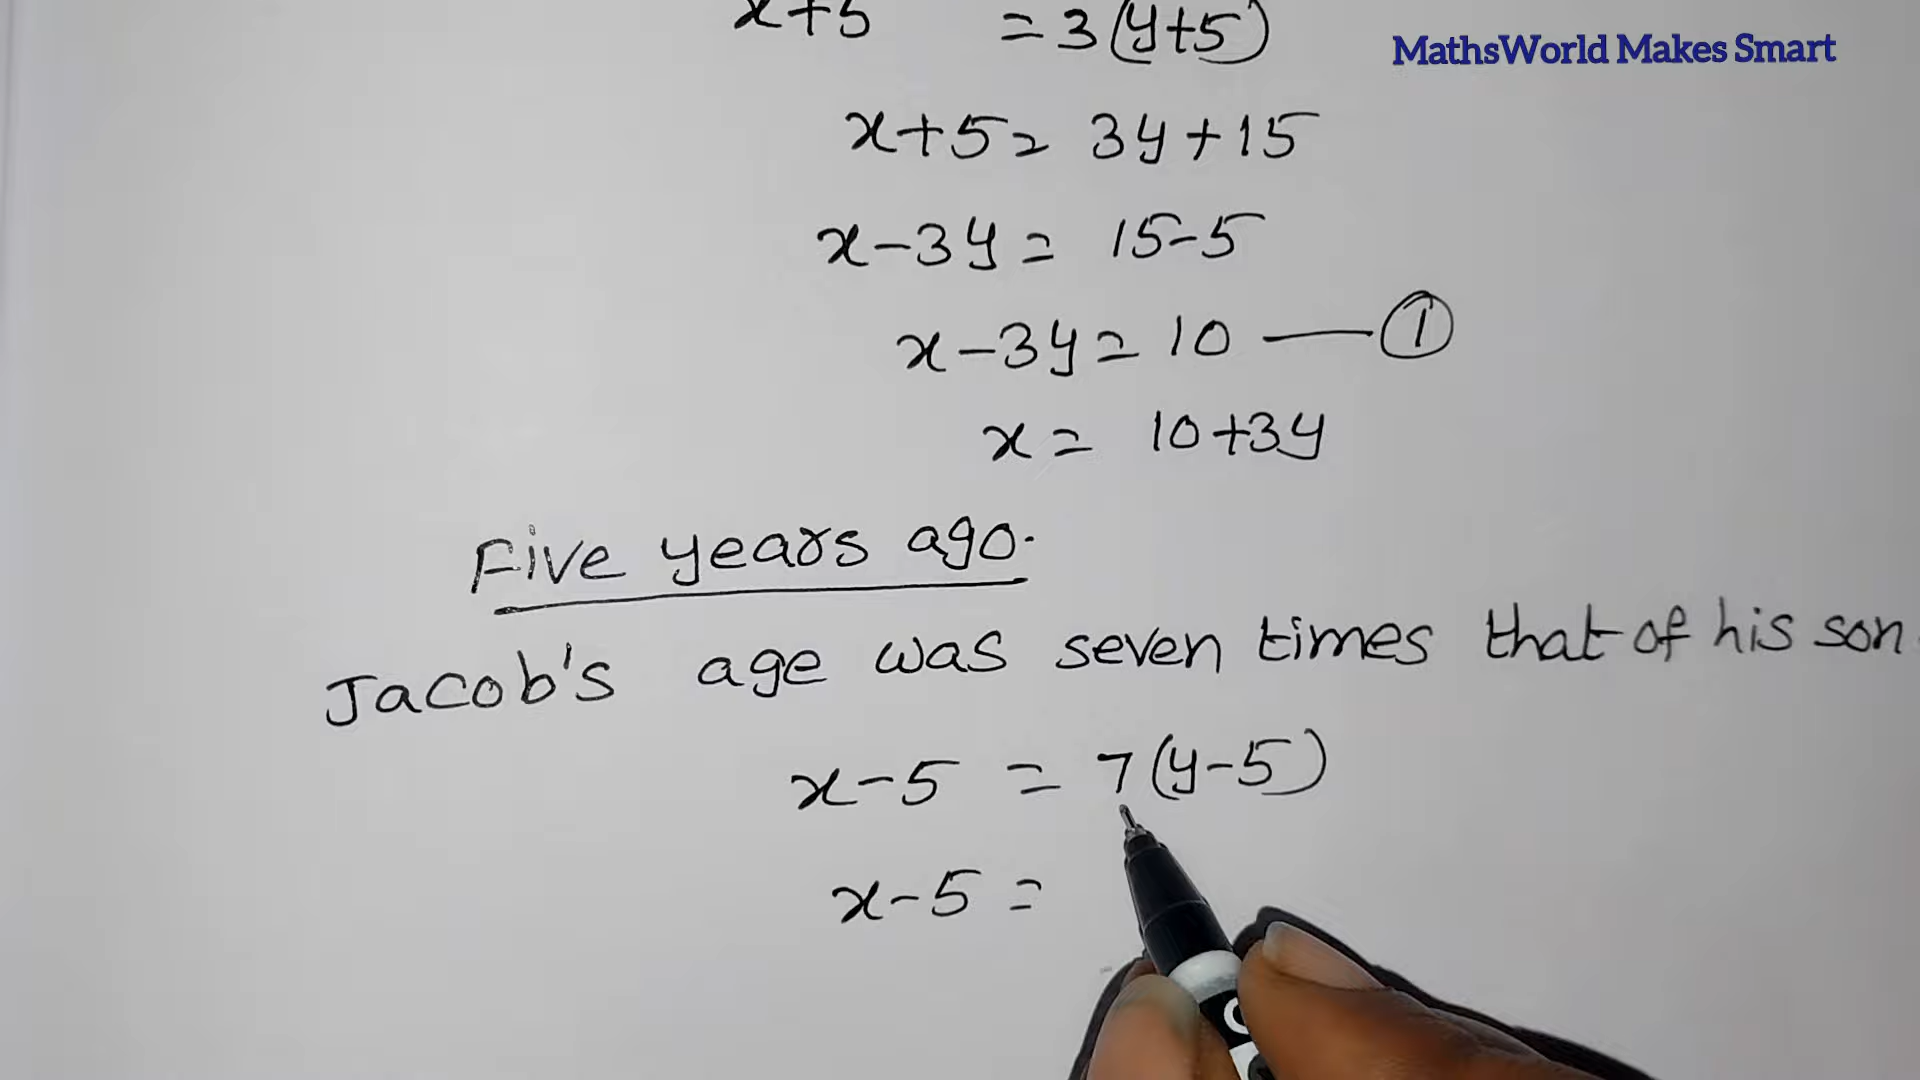 x+5 = 3(y+5)
MathsWorld Makes Smart
x+5= 3y+15
x-3y= 15-5
x-3y=10 — 1
x= 10+3y
Five years ago.
Jacob's age was seven times that of his son
x-5 = 7(y-5)
x-5=